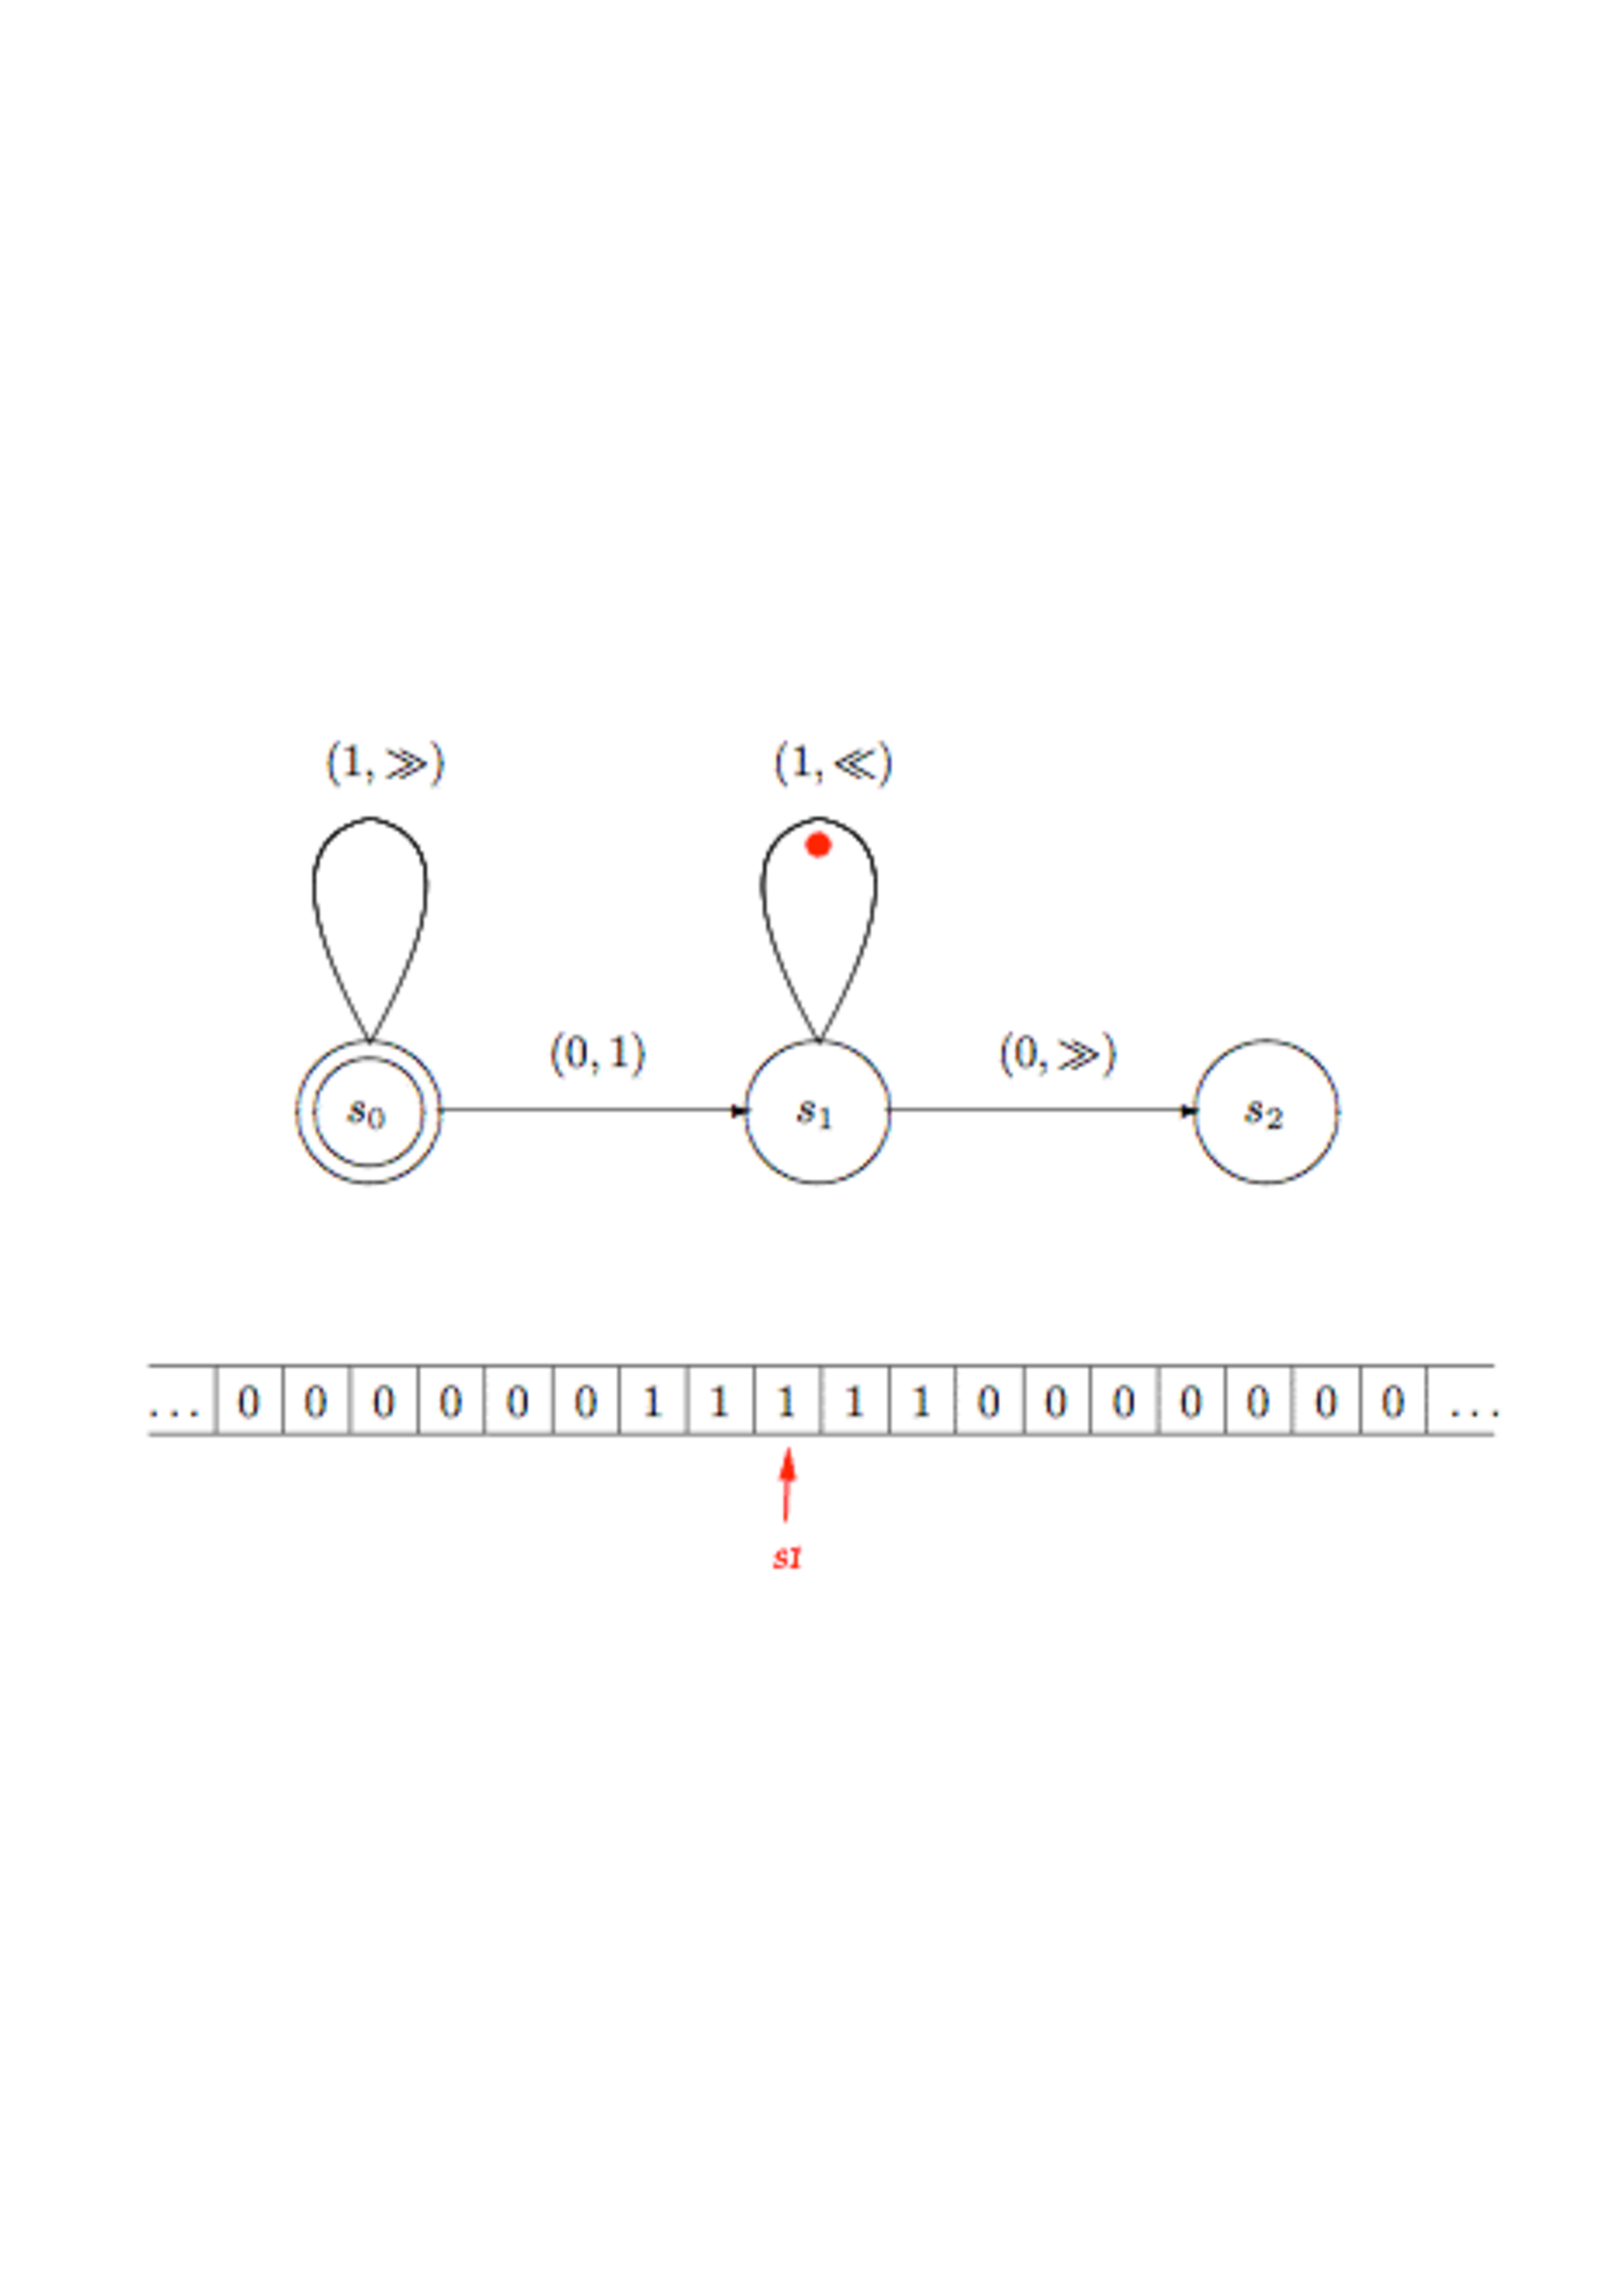 (1, ≫) (1, ≪)
(0, 1) (0, ≫)
s₀ s₁ s₂
... 0 0 0 0 0 0 1 1 1 1 1 0 0 0 0 0 0 0 ...
s1